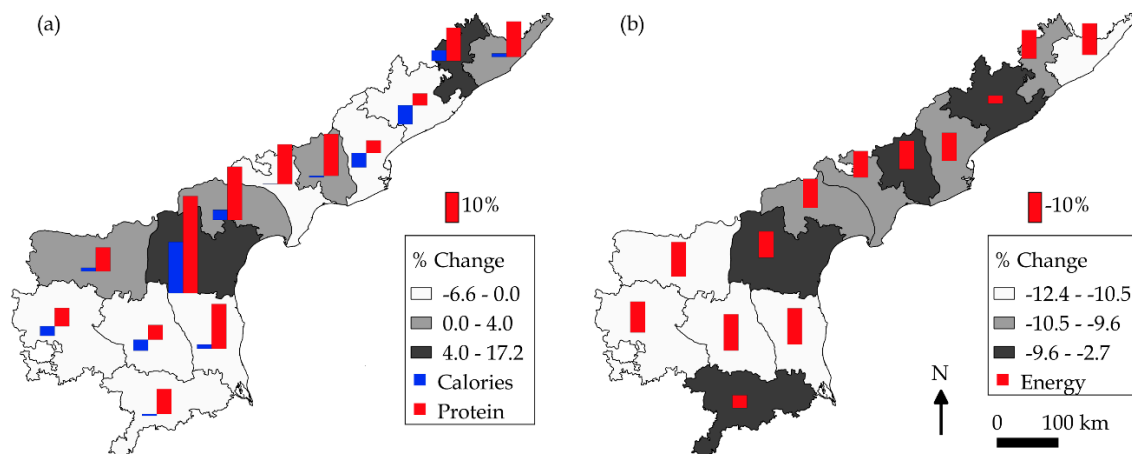 (a)
10%
% Change
-6.6 - 0.0
0.0 - 4.0
4.0 - 17.2
Calories
Protein
(b)
-10%
% Change
-12.4 - -10.5
-10.5 - -9.6
-9.6 - -2.7
Energy
N
0 100 km